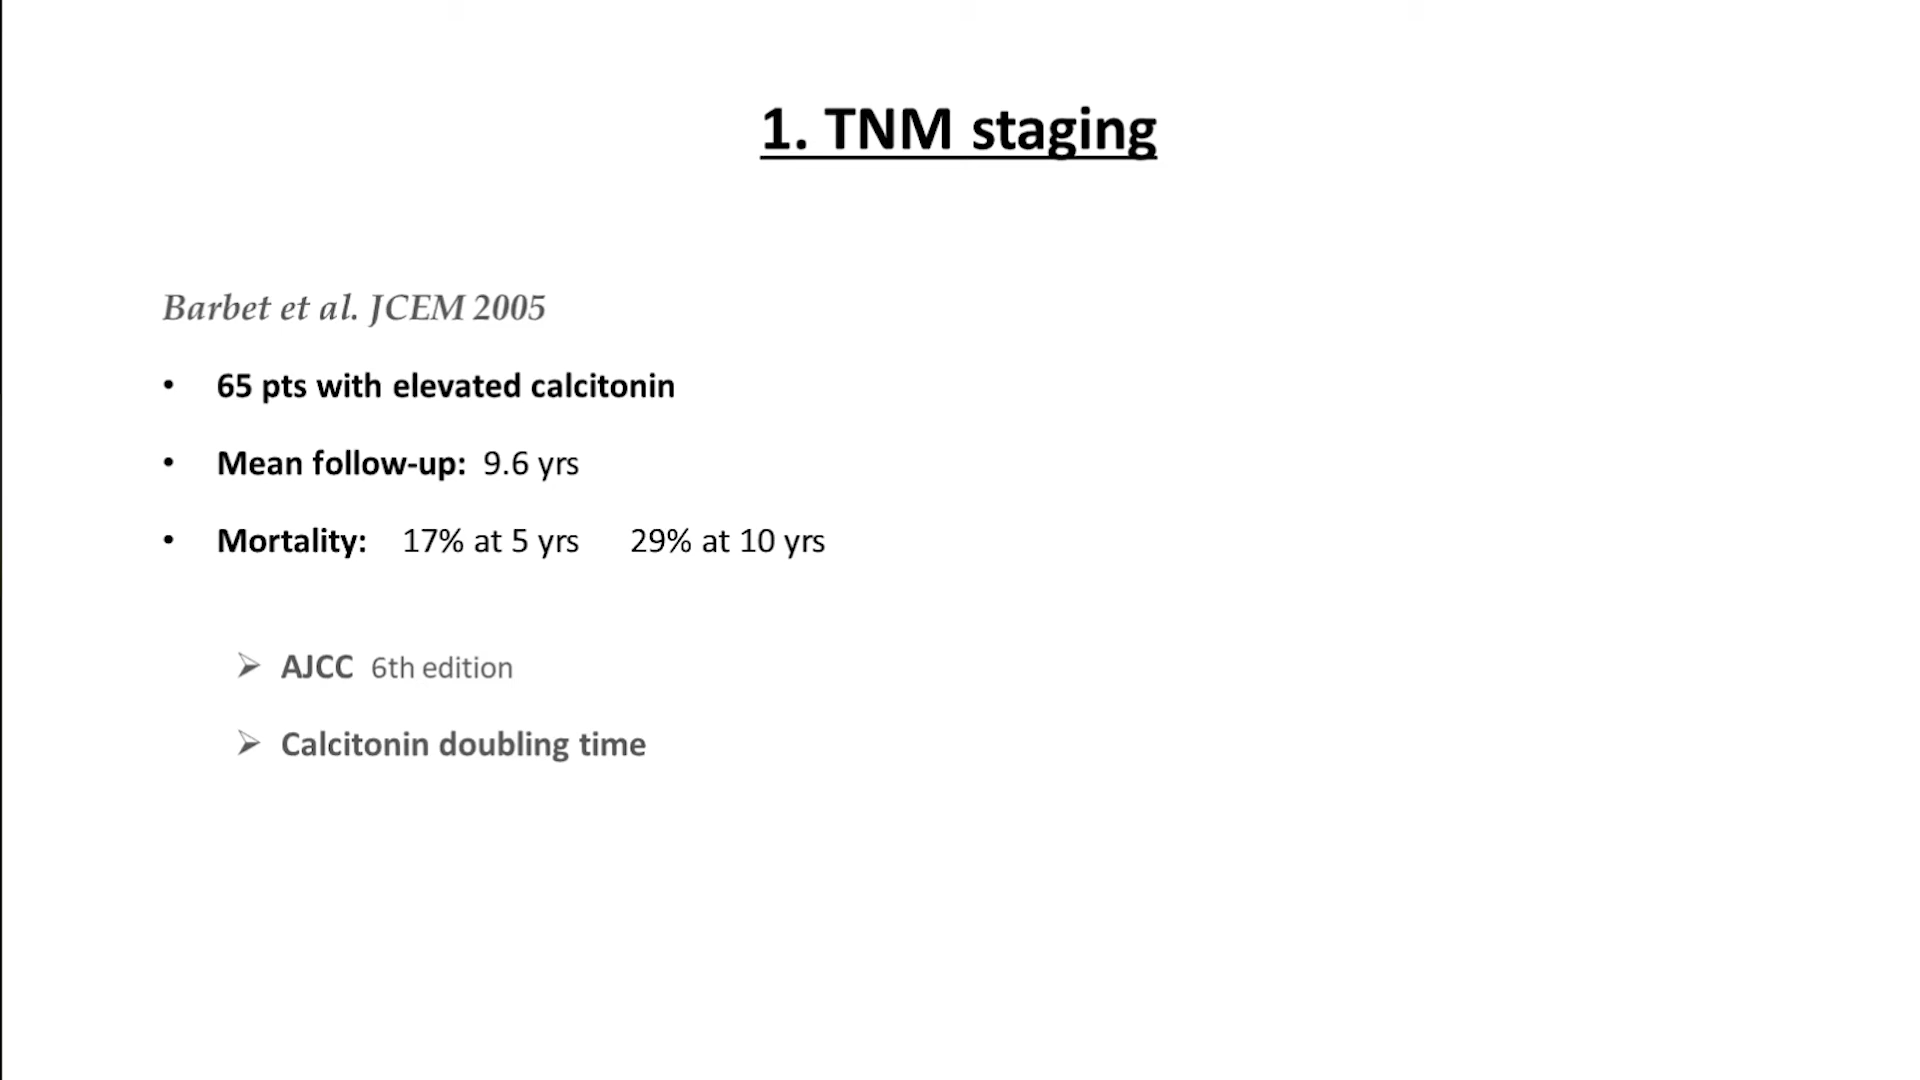 1. TNM staging
Barbet et al. JCEM 2005
• 65 pts with elevated calcitonin
• Mean follow-up: 9.6 yrs
• Mortality: 17% at 5 yrs 29% at 10 yrs
➢ AJCC 6th edition
➢ Calcitonin doubling time